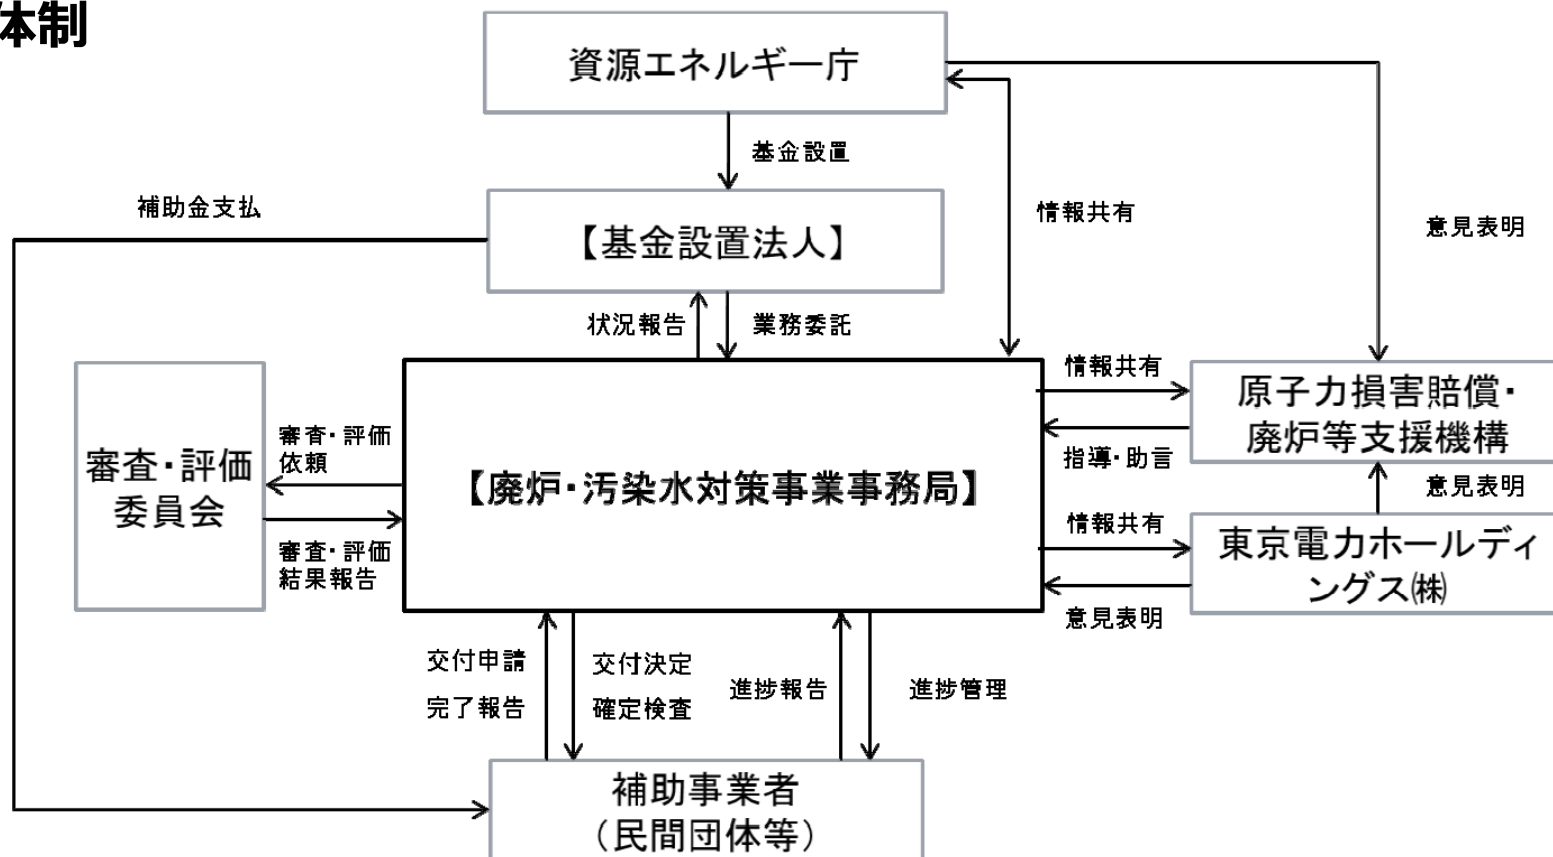 体制
資源エネルギー庁
基金設置
補助金支払
情報共有
意見表明
【基金設置法人】
状況報告
業務委託
情報共有
原子力損害賠償・
廃炉等支援機構
審査・評価
依頼
審査・評価
委員会
【廃炉・汚染水対策事業事務局】
指導・助言
意見表明
審査・評価
結果報告
情報共有
東京電力ホールディ
ングス㈱
意見表明
交付申請
完了報告
交付決定
確定検査
進捗報告
進捗管理
補助事業者
（民間団体等）